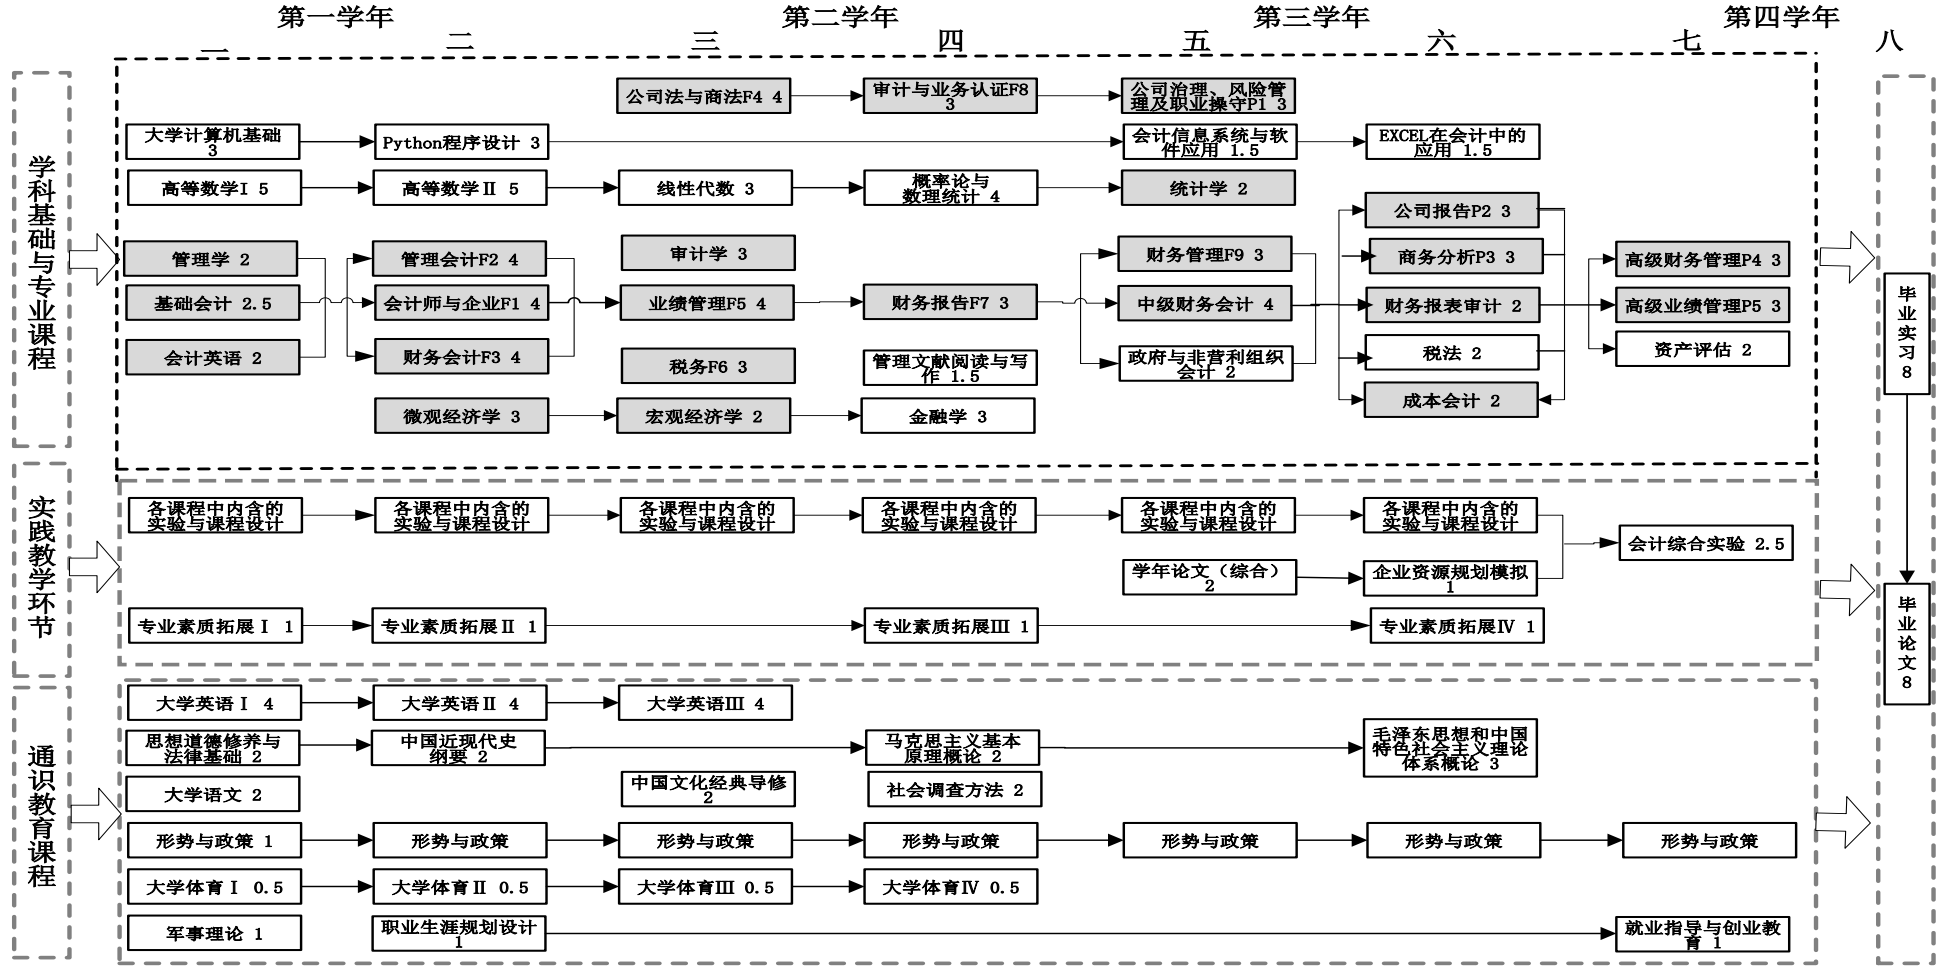 第一学年 第二学年 第三学年 第四学年
一 二 三 四 五 六 七 八
学科基础与专业课程
公司法与商法F4 4
审计与业务认证F8
3
公司治理、风险管
理及职业操守P1 3
大学计算机基础
3
Python程序设计 3
会计信息系统与软
件应用 1.5
EXCEL在会计中的
应用 1.5
高等数学I 5
高等数学Ⅱ 5
线性代数 3
概率论与
数理统计 4
统计学 2
公司报告P2 3
管理学 2
管理会计F2 4
审计学 3
财务管理F9 3
商务分析P3 3
高级财务管理P4 3
基础会计 2.5
会计师与企业F1 4
业绩管理F5 4
财务报告F7 3
中级财务会计 4
财务报表审计 2
高级业绩管理P5 3
会计英语 2
财务会计F3 4
税务F6 3
管理文献阅读与写
作 1.5
政府与非营利组织
会计 2
税法 2
资产评估 2
微观经济学 3
宏观经济学 2
金融学 3
成本会计 2
实践教学环节
各课程中内含的
实验与课程设计
各课程中内含的
实验与课程设计
各课程中内含的
实验与课程设计
各课程中内含的
实验与课程设计
各课程中内含的
实验与课程设计
各课程中内含的
实验与课程设计
会计综合实验 2.5
学年论文（综合）
2
企业资源规划模拟
1
专业素质拓展Ⅰ 1
专业素质拓展Ⅱ 1
专业素质拓展Ⅲ 1
专业素质拓展Ⅳ 1
通识教育课程
大学英语Ⅰ 4
大学英语Ⅱ 4
大学英语Ⅲ 4
思想道德修养与
法律基础 2
中国近现代史
纲要 2
马克思主义基本
原理概论 2
毛泽东思想和中国
特色社会主义理论
体系概论 3
大学语文 2
中国文化经典导修
2
社会调查方法 2
形势与政策 1
形势与政策
形势与政策
形势与政策
形势与政策
形势与政策
形势与政策
大学体育Ⅰ 0.5
大学体育Ⅱ 0.5
大学体育Ⅲ 0.5
大学体育Ⅳ 0.5
军事理论 1
职业生涯规划设计
1
就业指导与创业教
育 1
毕业实习8
毕业论文8